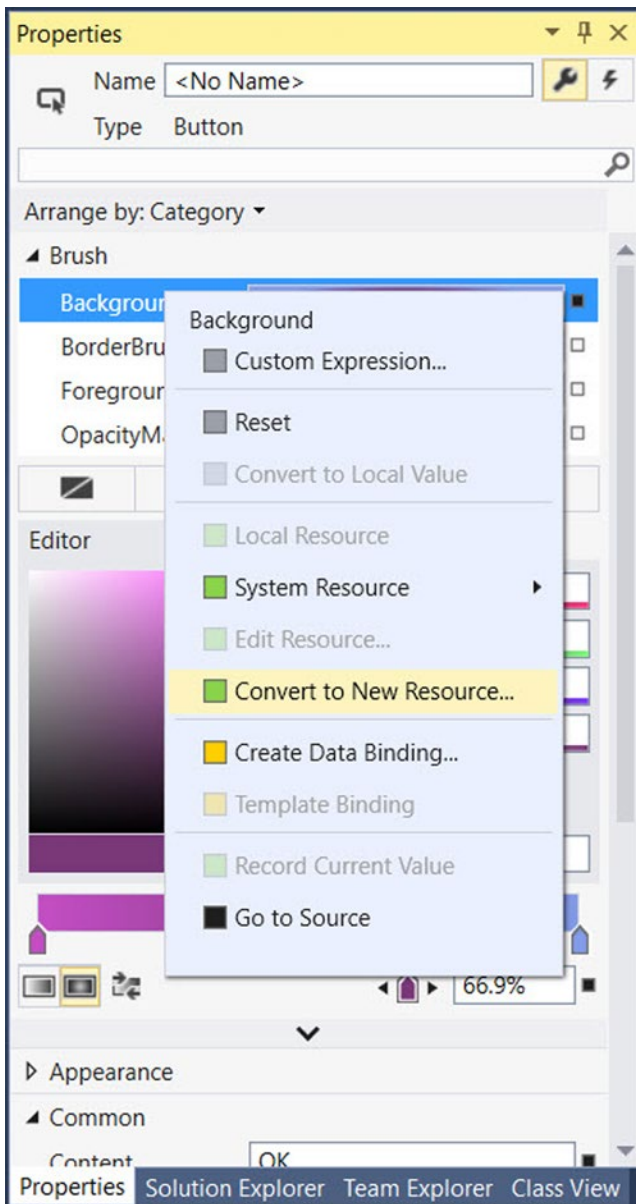 Properties
Name <No Name>
Type Button
Arrange by: Category
Brush
Backgrou
BorderBru
Foregroun
OpacityM
Background
Custom Expression...
Reset
Convert to Local Value
Local Resource
System Resource
Edit Resource...
Convert to New Resource...
Create Data Binding...
Template Binding
Record Current Value
Go to Source
Editor
66.9%
Appearance
Common
Content OK
Properties Solution Explorer Team Explorer Class View